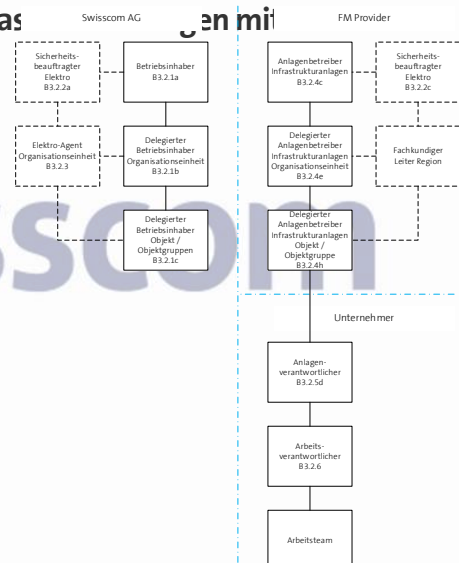 Swisscom AG
FM Provider
Sicherheits-
beauftragter
Elektro
B3.2.2a
Betriebsinhaber
B3.2.1a
Anlagenbetreiber
Infrastrukturanlagen
B3.2.4c
Sicherheits-
beauftragter
Elektro
B3.2.2c
Elektro-Agent
Organisationseinheit
B3.2.3
Delegierter
Betriebsinhaber
Organisationseinheit
B3.2.1b
Delegierter
Anlagenbetreiber
Infrastrukturanlagen
Organisationseinheit
B3.2.4e
Fachkundiger
Leiter Region
Delegierter
Betriebsinhaber
Objekt /
Objektgruppen
B3.2.1c
Delegierter
Anlagenbetreiber
Infrastrukturanlagen
Objekt /
Objektgruppe
B3.2.4h
Unternehmer
Anlagen-
verantwortlicher
B3.2.5d
Arbeits-
verantwortlicher
B3.2.6
Arbeitsteam